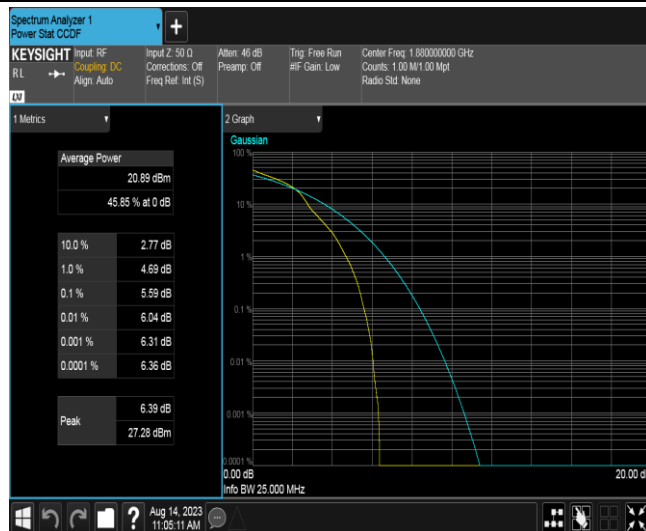 Spectrum Analyzer 1
Power Stat CCDF
+
KEYSIGHT
RL
LXI
Input: RF
Coupling: DC
Align: Auto
Input Z: 50 Ω
Corrections: Off
Freq Ref: Int (S)
Atten: 46 dB
Preamp: Off
Trig: Free Run
#IF Gain: Low
Center Freq: 1.880000000 GHz
Counts: 1.00 M/1.00 Mpt
Radio Std: None
1 Metrics
Average Power
20.89 dBm
45.85 % at 0 dB
10.0 % 2.77 dB
1.0 % 4.69 dB
0.1 % 5.59 dB
0.01 % 6.04 dB
0.001 % 6.31 dB
0.0001 % 6.36 dB
Peak
6.39 dB
27.28 dBm
2 Graph
Gaussian
100 %
10 %
1 %
0.1 %
0.01 %
0.001 %
0.0001 %
0.00 dB
20.00 d
Info BW 25.000 MHz
?
Aug 14, 2023
11:05:11 AM